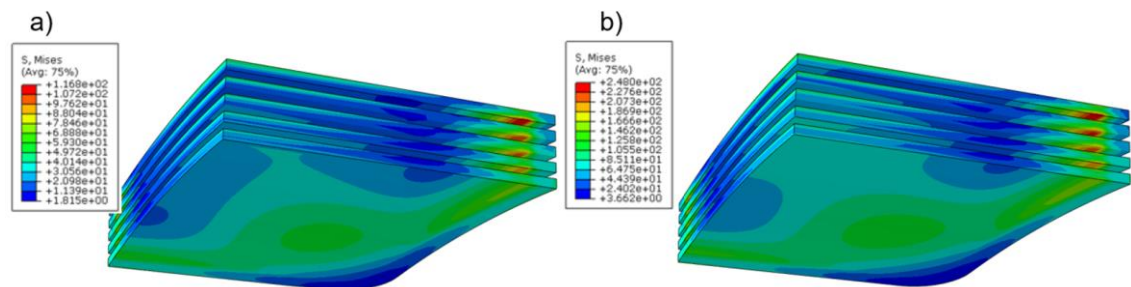 a)
S, Mises
(Avg: 75%)
+1.168e+02
+1.072e+02
+9.762e+01
+8.804e+01
+7.846e+01
+6.888e+01
+5.930e+01
+4.972e+01
+4.014e+01
+3.056e+01
+2.098e+01
+1.139e+01
+1.815e+00
b)
S, Mises
(Avg: 75%)
+2.480e+02
+2.276e+02
+2.073e+02
+1.869e+02
+1.666e+02
+1.462e+02
+1.258e+02
+1.055e+02
+8.511e+01
+6.475e+01
+4.439e+01
+2.402e+01
+3.662e+00